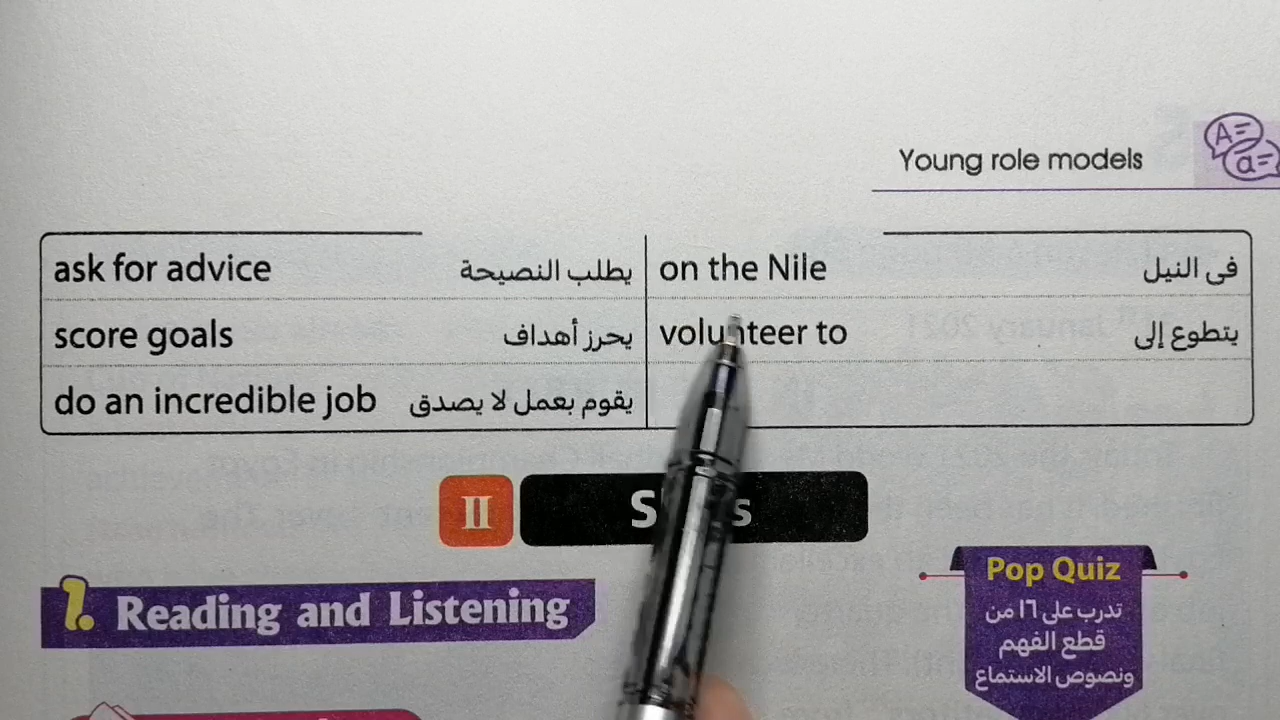 Young role models
A=
a=
ask for advice يطلب النصيحة
on the Nile فى النيل
score goals يحرز أهداف
volunteer to يتطوع إلى
do an incredible job يقوم بعمل لا يصدق
II
1. Reading and Listening
Pop Quiz
تدرب على ١٦ من
قطع الفهم
ونصوص الاستماع